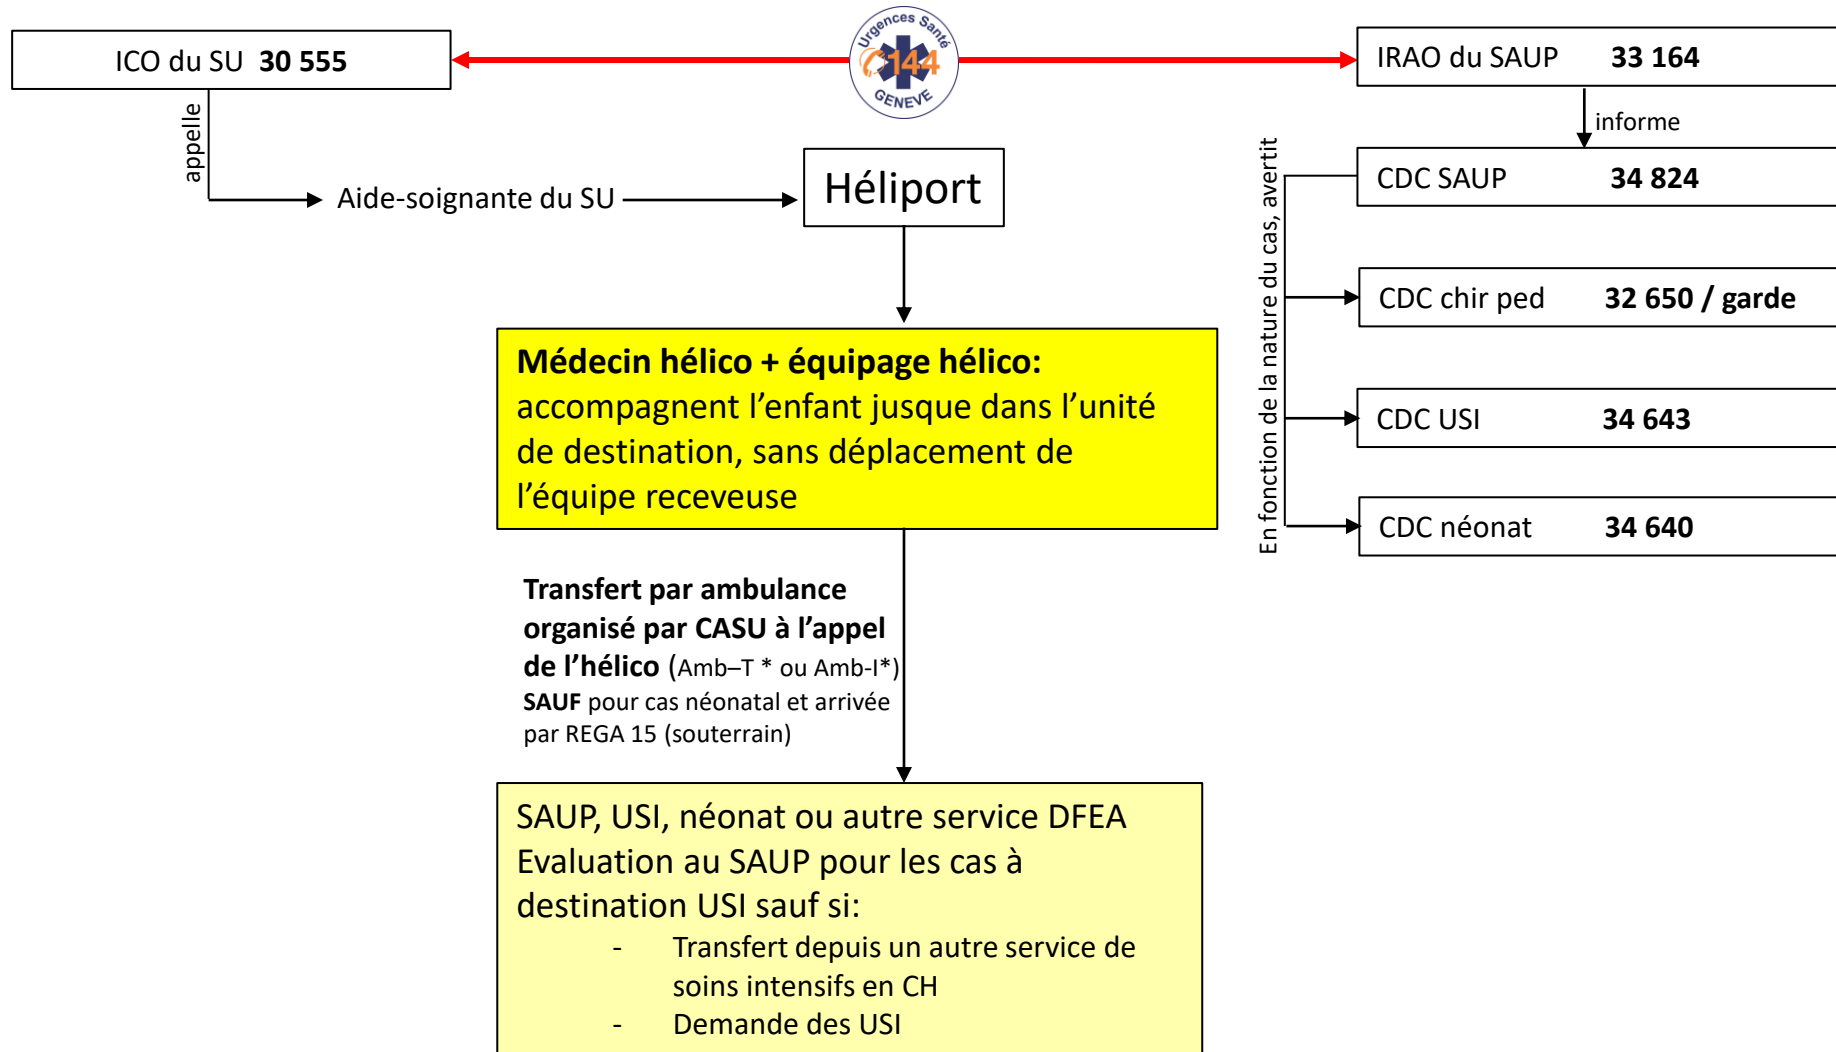 ICO du SU 30 555
Urgences Santé
144
GENEVE
IRAO du SAUP 33 164
appelle
informe
Aide-soignante du SU
Héliport
CDC SAUP 34 824
En fonction de la nature du cas, avertit
CDC chir ped 32 650 / garde
CDC USI 34 643
CDC néonat 34 640
Médecin hélico + équipage hélico:
accompagnent l’enfant jusque dans l’unité
de destination, sans déplacement de
l’équipe receveuse
Transfert par ambulance
organisé par CASU à l’appel
de l’hélico (Amb–T * ou Amb-I*)
SAUF pour cas néonatal et arrivée
par REGA 15 (souterrain)
SAUP, USI, néonat ou autre service DFEA
Evaluation au SAUP pour les cas à
destination USI sauf si:
- Transfert depuis un autre service de
soins intensifs en CH
- Demande des USI